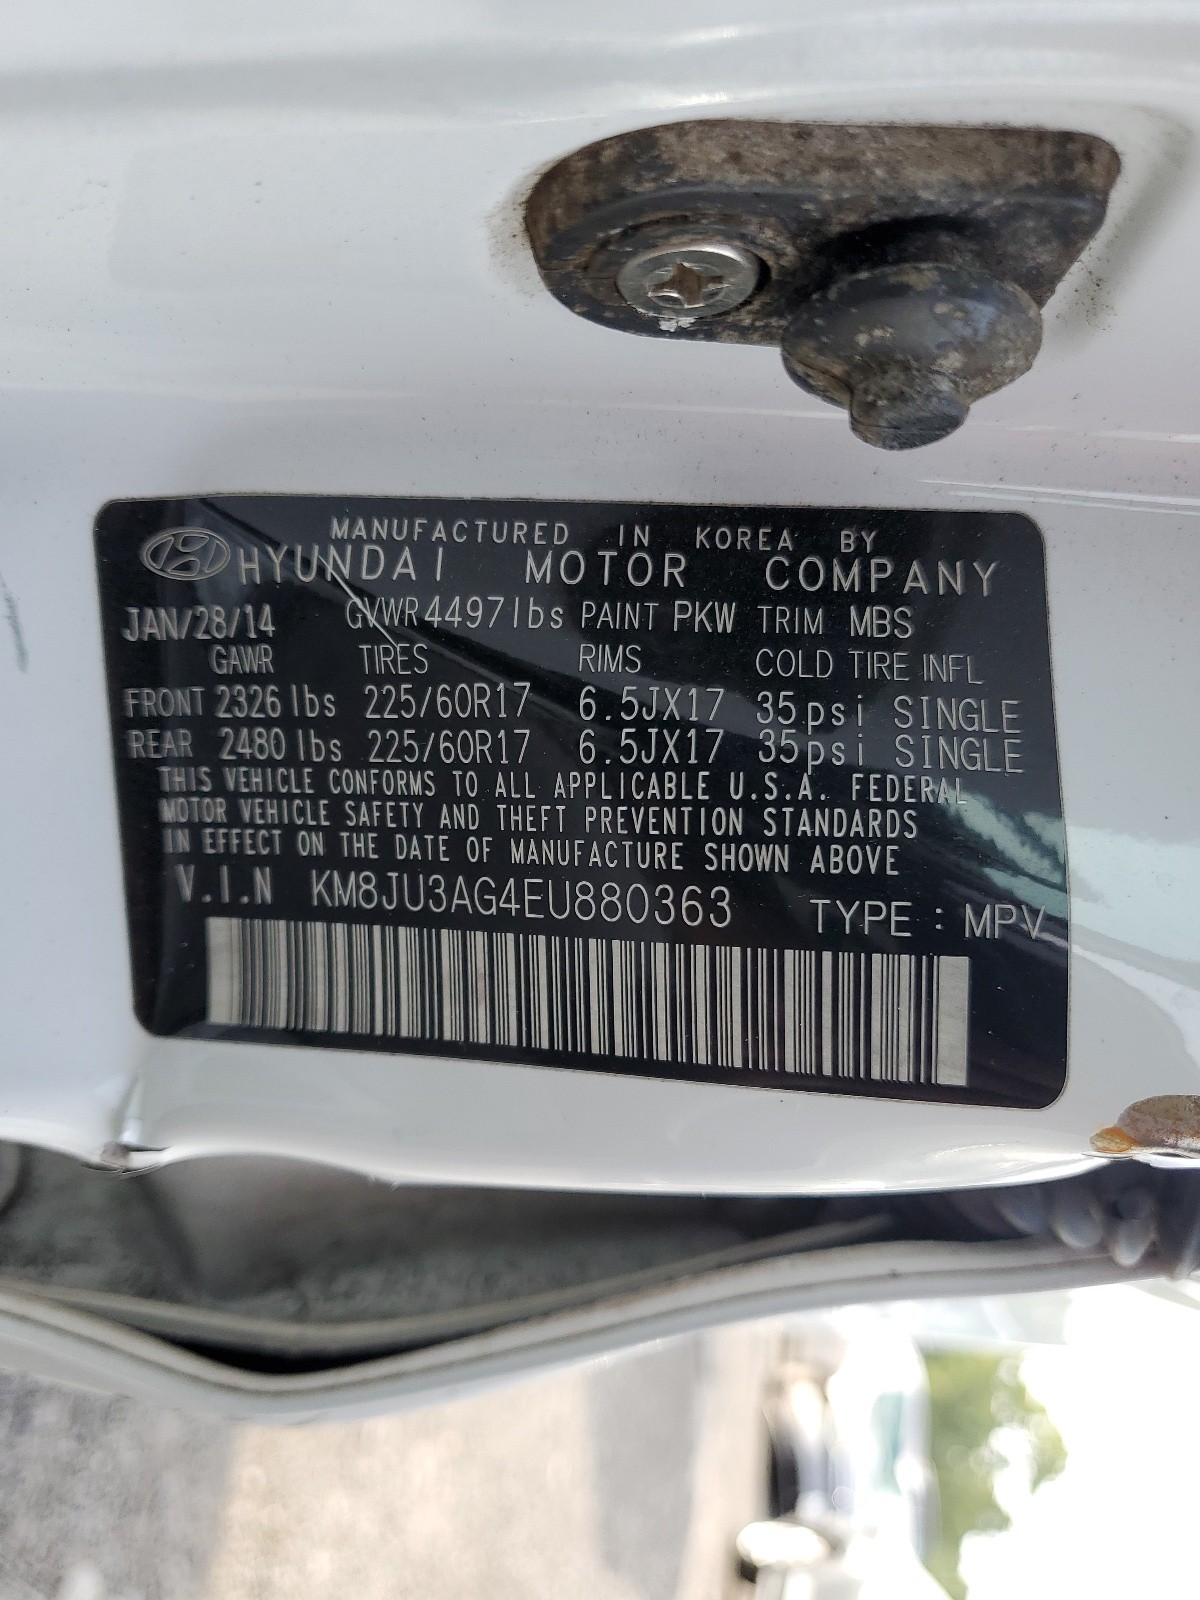 MANUFACTURED IN KOREA BY
HYUNDAI MOTOR COMPANY
JAN/28/14 GVWR 4497lbs PAINT PKW TRIM MBS
GAWR TIRES RIMS COLD TIRE INFL
FRONT 2326 lbs 225/60R17 6.5JX17 35psi SINGLE
REAR 2480 lbs 225/60R17 6.5JX17 35psi SINGLE
THIS VEHICLE CONFORMS TO ALL APPLICABLE U.S.A. FEDERAL
MOTOR VEHICLE SAFETY AND THEFT PREVENTION STANDARDS
IN EFFECT ON THE DATE OF MANUFACTURE SHOWN ABOVE
V.I.N KM8JU3AG4EU880363 TYPE : MPV